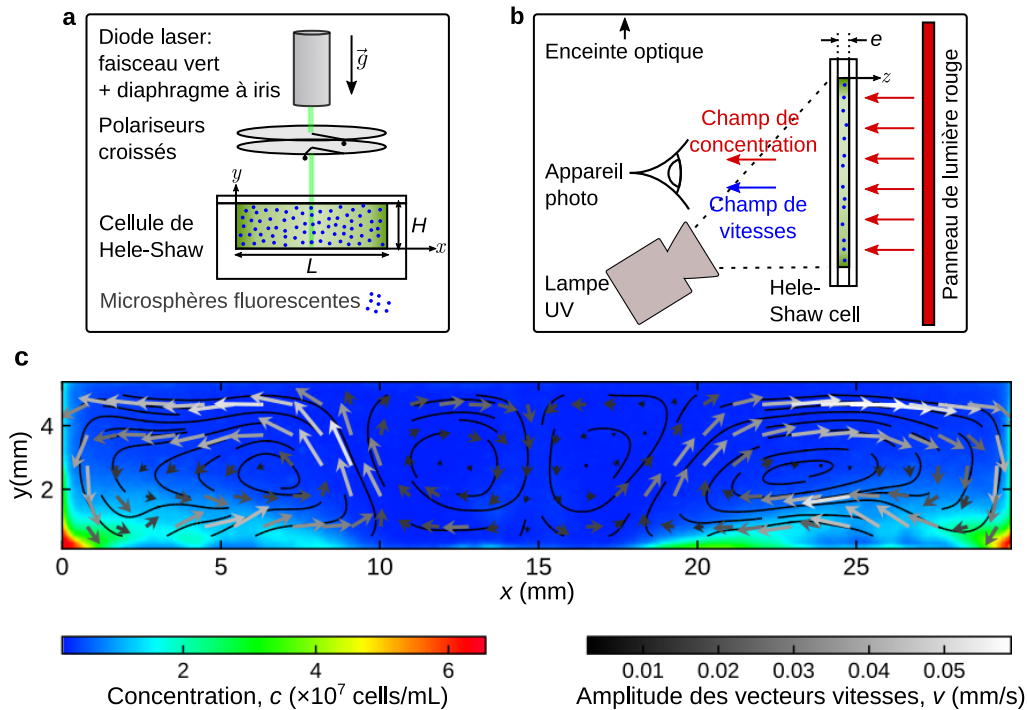 a
Diode laser:
faisceau vert
+ diaphragme à iris
g
Polariseurs
croissés
y
Cellule de
Hele-Shaw
H
x
L
Microsphères fluorescentes
b
Enceinte optique
e
z
Champ de
concentration
Appareil
photo
Champ de
vitesses
Lampe
UV
Hele-
Shaw cell
Panneau de lumière rouge
c
y(mm)
4
2
0 5 10 15 20 25
x (mm)
2 4 6
Concentration, c (×10⁷ cells/mL)
0.01 0.02 0.03 0.04 0.05
Amplitude des vecteurs vitesses, v (mm/s)